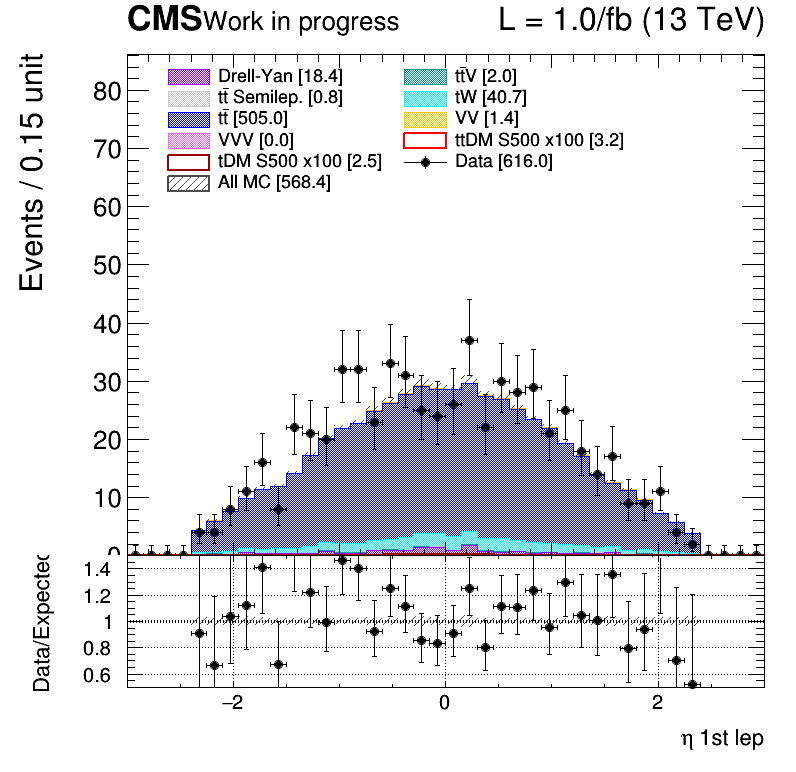 CMS Work in progress L = 1.0/fb (13 TeV)
Events / 0.15 unit
Drell-Yan [18.4] tt̄V [2.0]
tt̄ Semilep. [0.8] tW [40.7]
tt̄ [505.0] VV [1.4]
VVV [0.0] ttDM S500 x100 [3.2]
tDM S500 x100 [2.5] Data [616.0]
All MC [568.4]
80
70
60
50
40
30
20
10
0
Data/Expected
1.4
1.2
1
0.8
0.6
−2 0 2
η 1st lep